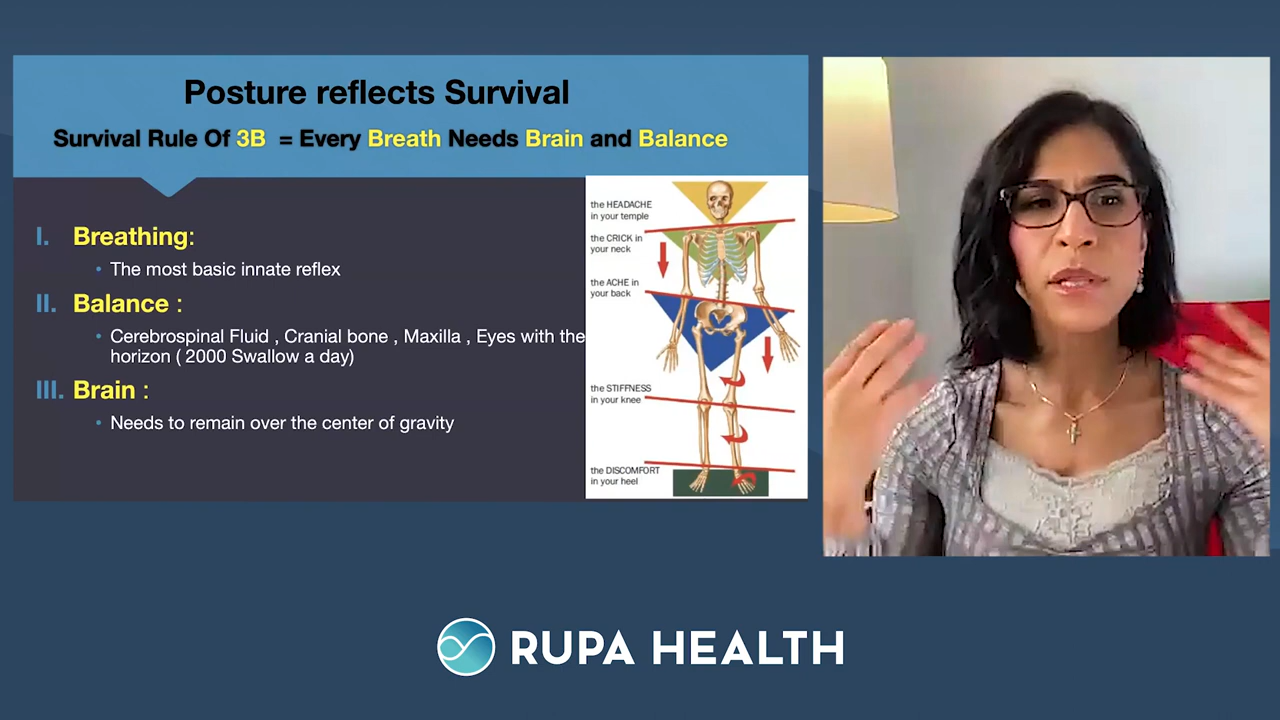 Posture reflects Survival
Survival Rule Of 3B = Every Breath Needs Brain and Balance
I. Breathing:
• The most basic innate reflex
II. Balance :
• Cerebrospinal Fluid , Cranial bone , Maxilla , Eyes with the
horizon ( 2000 Swallow a day)
III. Brain :
• Needs to remain over the center of gravity
the HEADACHE
in your temple
the CRICK in
your neck
the ACHE in
your back
the STIFFNESS
in your knee
the DISCOMFORT
in your heel
RUPA HEALTH